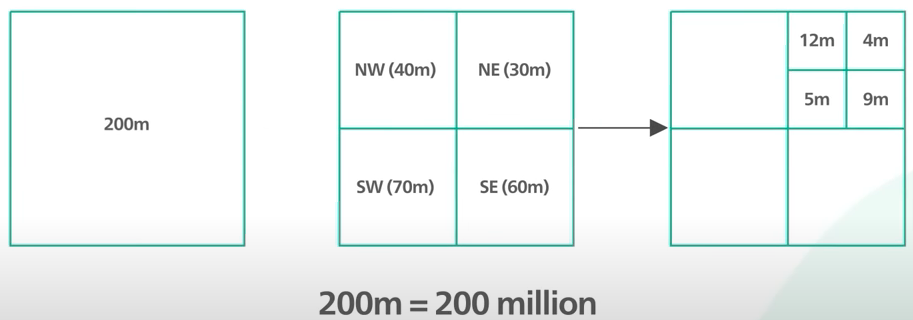 200m
NW (40m)
NE (30m)
SW (70m)
SE (60m)
12m
4m
5m
9m
200m = 200 million